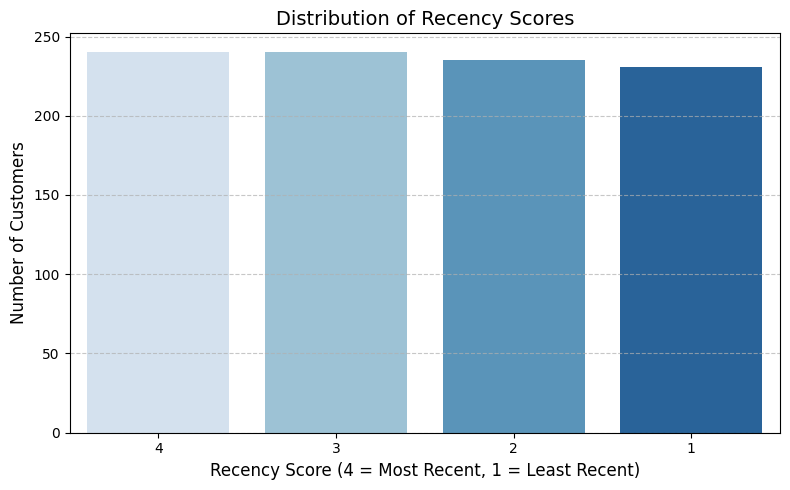 Distribution of Recency Scores
Number of Customers
250
200
150
100
50
0
4 3 2 1
Recency Score (4 = Most Recent, 1 = Least Recent)